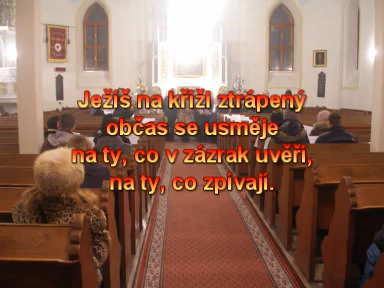 Ježíš na kříži ztrápený
občas se usměje
na ty, co v zázrak uvěří,
na ty, co zpívají.